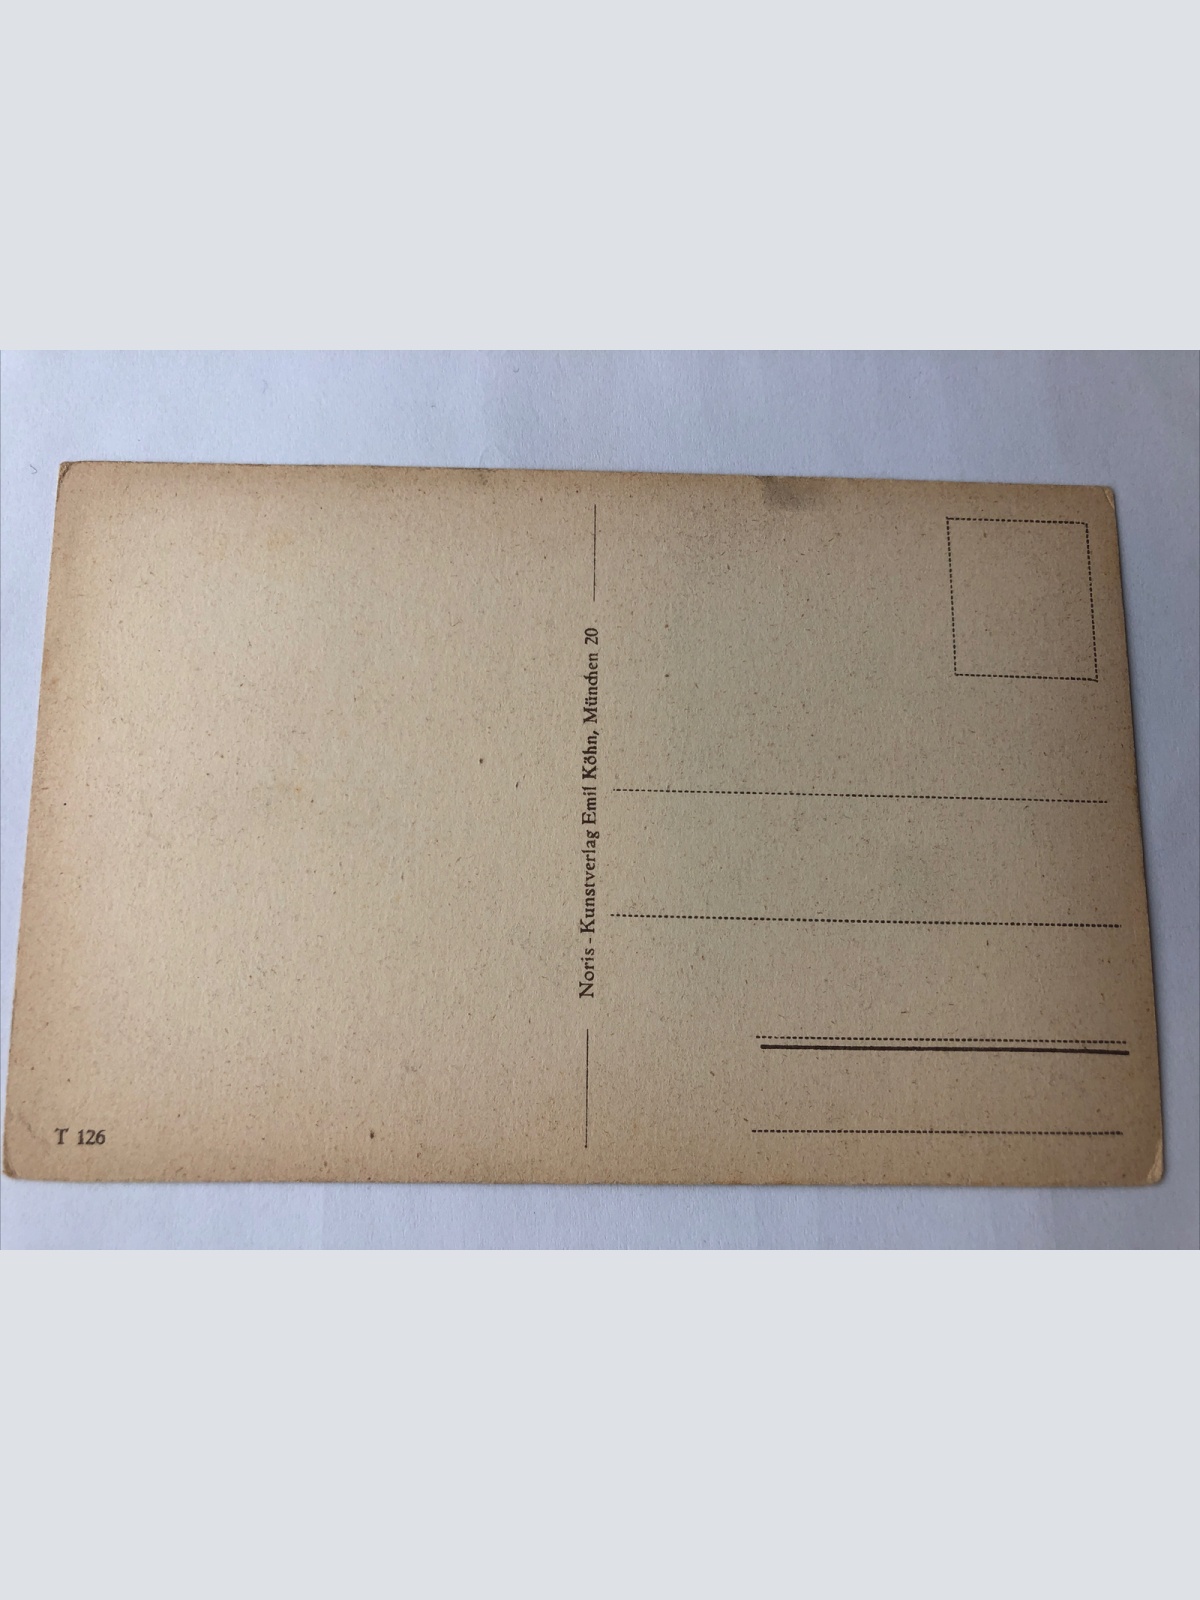 Noris - Kunstverlag Emil Köhn, München 20
T 126